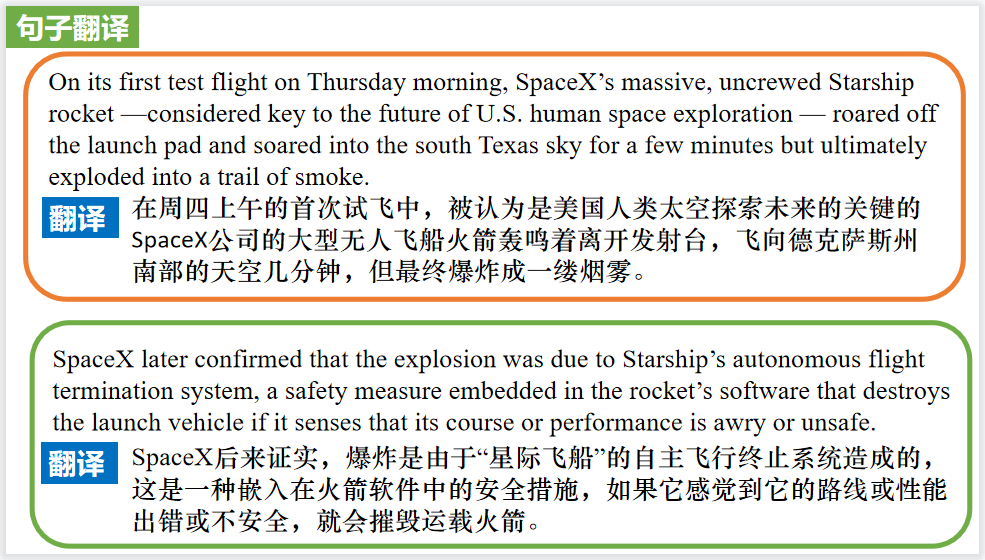 句子翻译
On its first test flight on Thursday morning, SpaceX’s massive, uncrewed Starship
rocket —considered key to the future of U.S. human space exploration — roared off
the launch pad and soared into the south Texas sky for a few minutes but ultimately
exploded into a trail of smoke.
翻译
在周四上午的首次试飞中，被认为是美国人类太空探索未来的关键的
SpaceX公司的大型无人飞船火箭轰鸣着离开发射台，飞向德克萨斯州
南部的天空几分钟，但最终爆炸成一缕烟雾。
SpaceX later confirmed that the explosion was due to Starship’s autonomous flight
termination system, a safety measure embedded in the rocket’s software that destroys
the launch vehicle if it senses that its course or performance is awry or unsafe.
翻译
SpaceX后来证实，爆炸是由于“星际飞船”的自主飞行终止系统造成的，
这是一种嵌入在火箭软件中的安全措施，如果它感觉到它的路线或性能
出错或不安全，就会摧毁运载火箭。